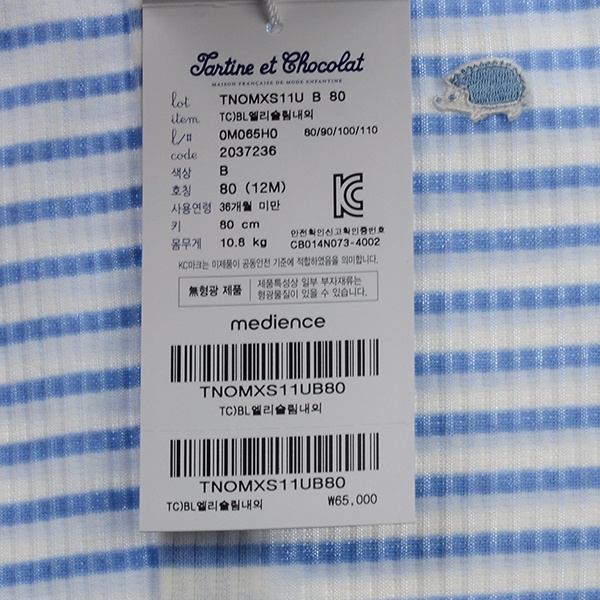 Tartine et Chocolat
MAISON FRANÇAISE DE MODE ENFANTINE
lot TNOMXS11U B 80
item TC)BL엘리슬림내의
l/# 0M065H0 80/90/100/110
code 2037236
색상 B
호칭 80 (12M)
사용연령 36개월 미만
키 80 cm
몸무게 10.8 kg
안전확인신고확인증번호
CB014N073-4002
KC마크는 이제품이 공동안전 기준에 적합하였음을 의미합니다.
無형광 제품
제품특성상 일부 부자재류는
형광물질이 있을 수 있습니다.
medience
TNOMXS11UB80
TC)BL엘리슬림내의
TNOMXS11UB80
TC)BL엘리슬림내의 ₩65,000